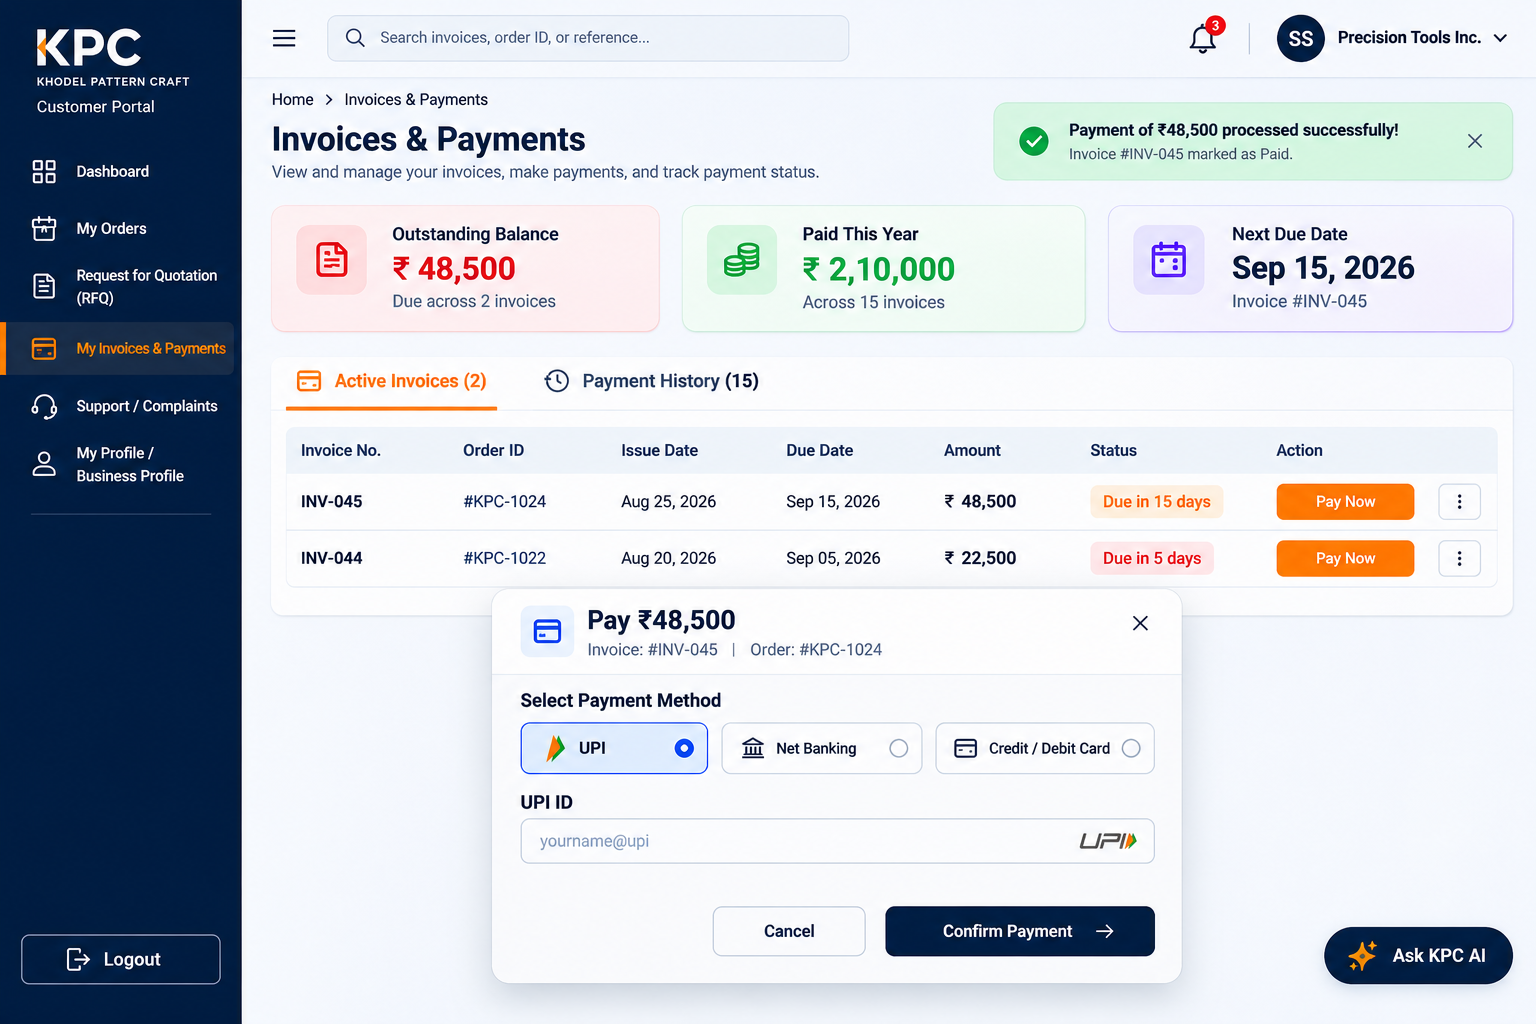 KPC
KHODEL PATTERN CRAFT
Customer Portal
Dashboard
My Orders
Request for Quotation
(RFQ)
My Invoices & Payments
Support / Complaints
My Profile /
Business Profile
Logout
Search invoices, order ID, or reference...
3
SS
Precision Tools Inc.
Home > Invoices & Payments
Invoices & Payments
View and manage your invoices, make payments, and track payment status.
Payment of ₹48,500 processed successfully!
Invoice #INV-045 marked as Paid.
Outstanding Balance
₹ 48,500
Due across 2 invoices
Paid This Year
₹ 2,10,000
Across 15 invoices
Next Due Date
Sep 15, 2026
Invoice #INV-045
Active Invoices (2)
Payment History (15)
Invoice No. Order ID Issue Date Due Date Amount Status Action
INV-045 #KPC-1024 Aug 25, 2026 Sep 15, 2026 ₹ 48,500 Due in 15 days Pay Now
INV-044 #KPC-1022 Aug 20, 2026 Sep 05, 2026 ₹ 22,500 Due in 5 days Pay Now
Pay ₹48,500
Invoice: #INV-045 | Order: #KPC-1024
Select Payment Method
UPI
Net Banking
Credit / Debit Card
UPI ID
yourname@upi
UPI
Cancel
Confirm Payment →
Ask KPC AI